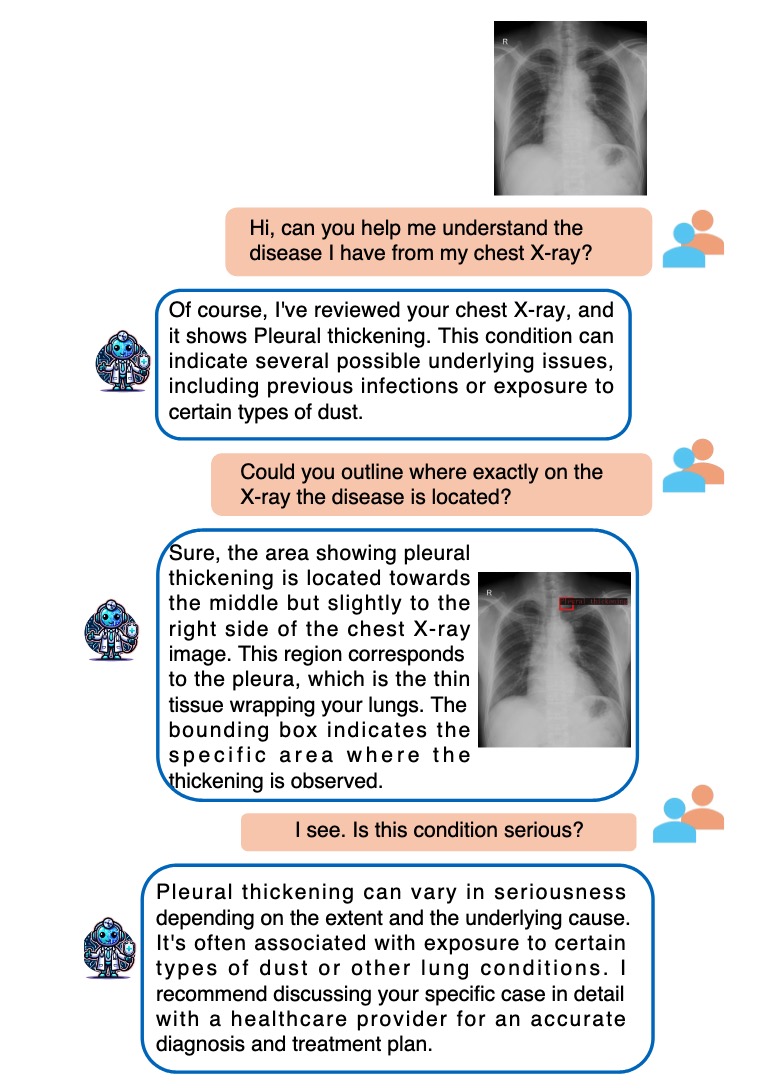 R
Hi, can you help me understand the
disease I have from my chest X-ray?
Of course, I've reviewed your chest X-ray, and
it shows Pleural thickening. This condition can
indicate several possible underlying issues,
including previous infections or exposure to
certain types of dust.
Could you outline where exactly on the
X-ray the disease is located?
Sure, the area showing pleural
thickening is located towards
the middle but slightly to the
right side of the chest X-ray
image. This region corresponds
to the pleura, which is the thin
tissue wrapping your lungs. The
bounding box indicates the
specific area where the
thickening is observed.
R
I see. Is this condition serious?
Pleural thickening can vary in seriousness
depending on the extent and the underlying cause.
It's often associated with exposure to certain
types of dust or other lung conditions. I
recommend discussing your specific case in detail
with a healthcare provider for an accurate
diagnosis and treatment plan.